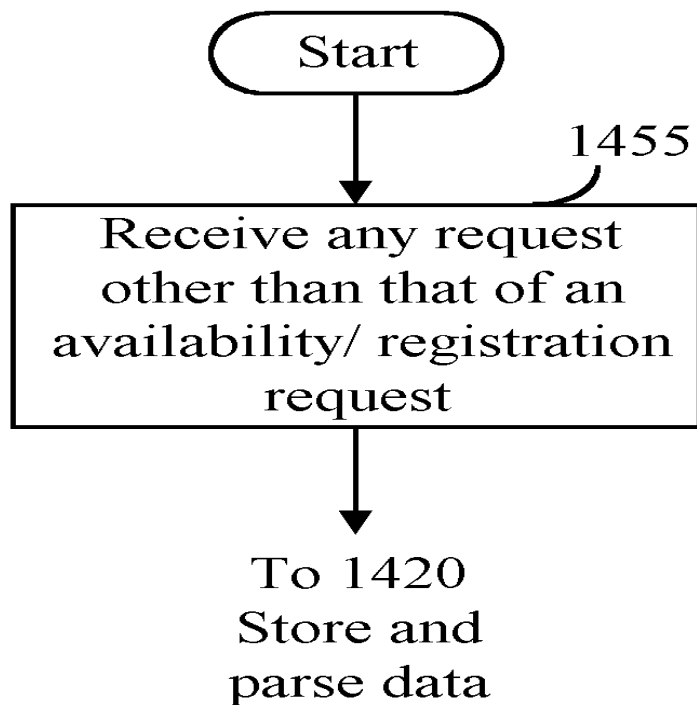 Start
1455
Receive any request
other than that of an
availability/ registration
request
To 1420
Store and
parse data